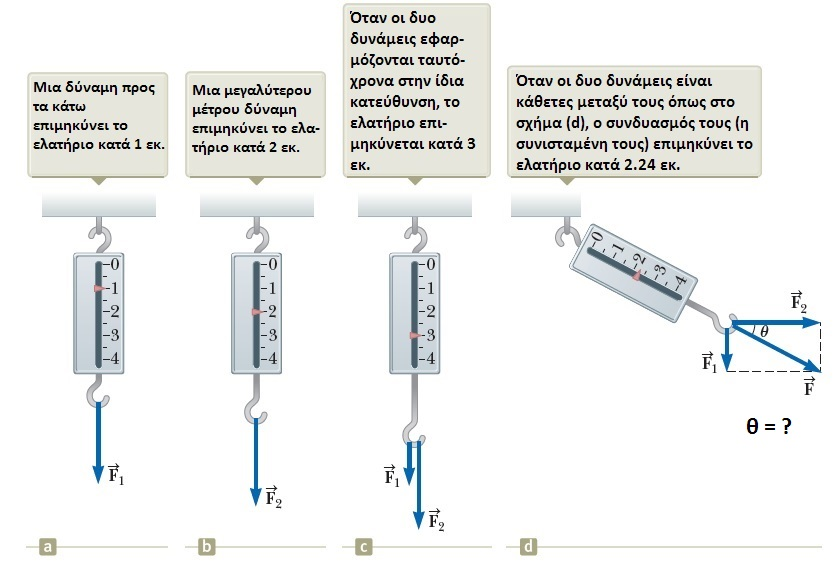 Μια δύναμη προς
τα κάτω
επιμηκύνει το
ελατήριο κατά 1 εκ.
Μια μεγαλύτερου
μέτρου δύναμη
επιμηκύνει το ελα-
τήριο κατά 2 εκ.
Όταν οι δυο
δυνάμεις εφαρ-
μόζονται ταυτό-
χρονα στην ίδια
κατεύθυνση, το
ελατήριο επι-
μηκύνεται κατά 3
εκ.
Όταν οι δυο δυνάμεις είναι
κάθετες μεταξύ τους όπως στο
σχήμα (d), ο συνδυασμός τους (η
συνισταμένη τους) επιμηκύνει το
ελατήριο κατά 2.24 εκ.
0
1
2
3
4
F₁
a
0
1
2
3
4
F₂
b
0
1
2
3
4
F₁
F₂
c
0
1
2
3
4
F₂
θ
F₁
F
θ = ?
d